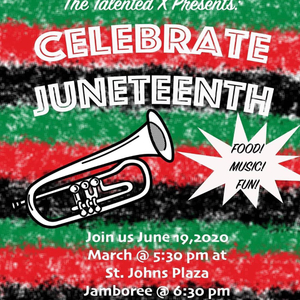 The Talented X Presents:
CELEBRATE
JUNETEENTH
FOOD!
MUSIC!
FUN!
Join us June 19,2020
March @ 5:30 pm at
St. Johns Plaza
Jamboree @ 6:30 pm